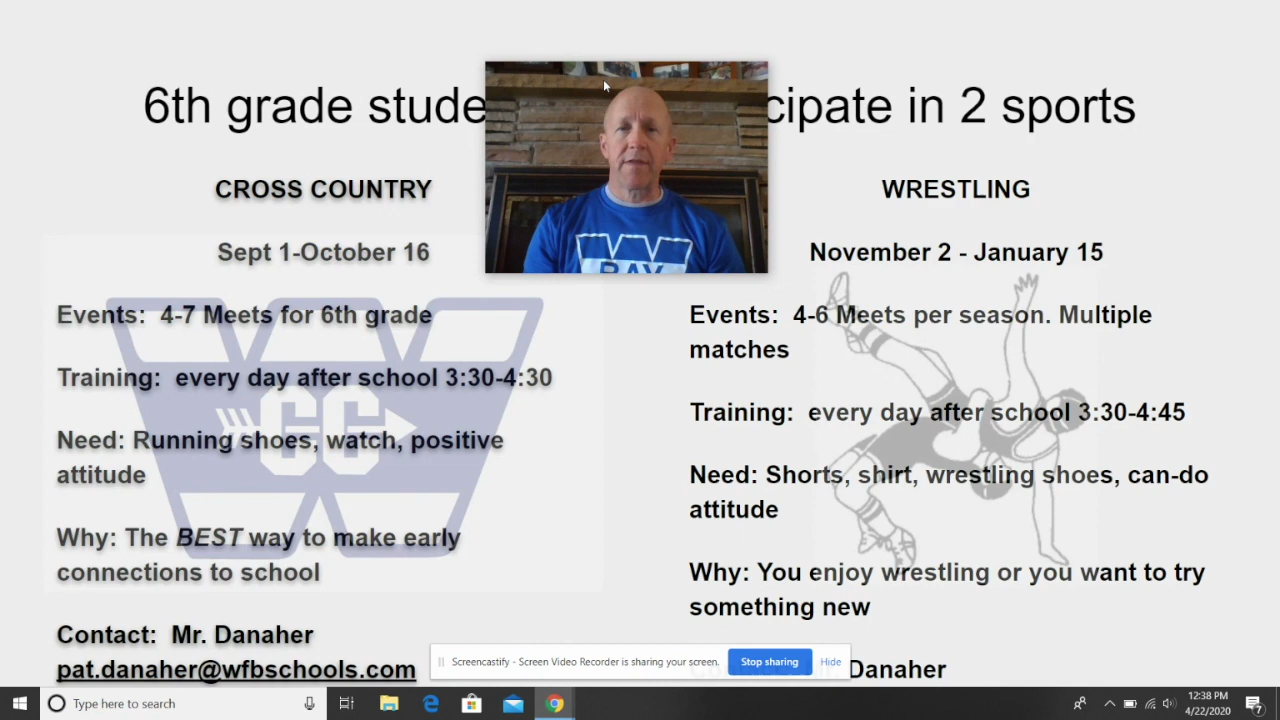 6th grade stude cipate in 2 sports
CROSS COUNTRY
Sept 1-October 16
Events: 4-7 Meets for 6th grade
Training: every day after school 3:30-4:30
Need: Running shoes, watch, positive
attitude
Why: The BEST way to make early
connections to school
Contact: Mr. Danaher
pat.danaher@wfbschools.com
CC
WRESTLING
November 2 - January 15
Events: 4-6 Meets per season. Multiple
matches
Training: every day after school 3:30-4:45
Need: Shorts, shirt, wrestling shoes, can-do
attitude
Why: You enjoy wrestling or you want to try
something new
Danaher
W
BAY
Screencastify - Screen Video Recorder is sharing your screen. Stop sharing Hide
Type here to search
12:38 PM
4/22/2020
7